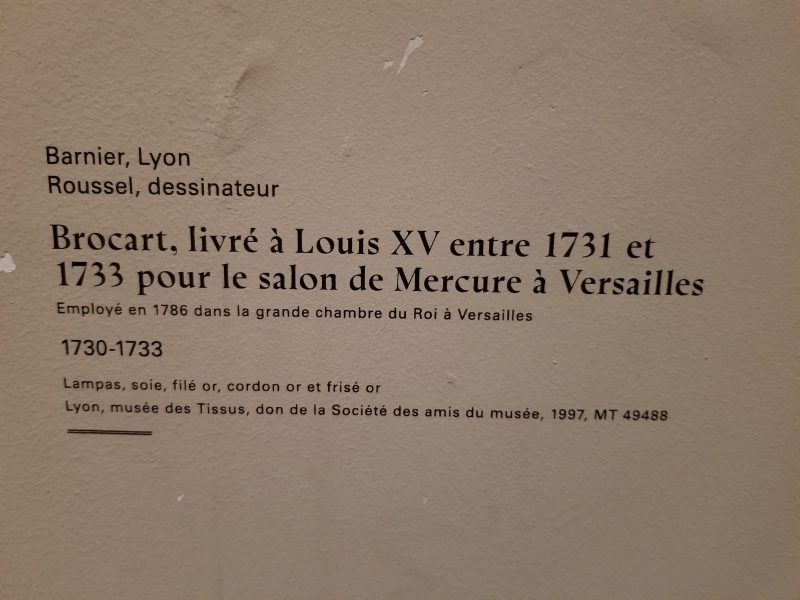 Barnier, Lyon
Roussel, dessinateur
Brocart, livré à Louis XV entre 1731 et
1733 pour le salon de Mercure à Versailles
Employé en 1786 dans la grande chambre du Roi à Versailles
1730-1733
Lampas, soie, filé or, cordon or et frisé or
Lyon, musée des Tissus, don de la Société des amis du musée, 1997, MT 49488